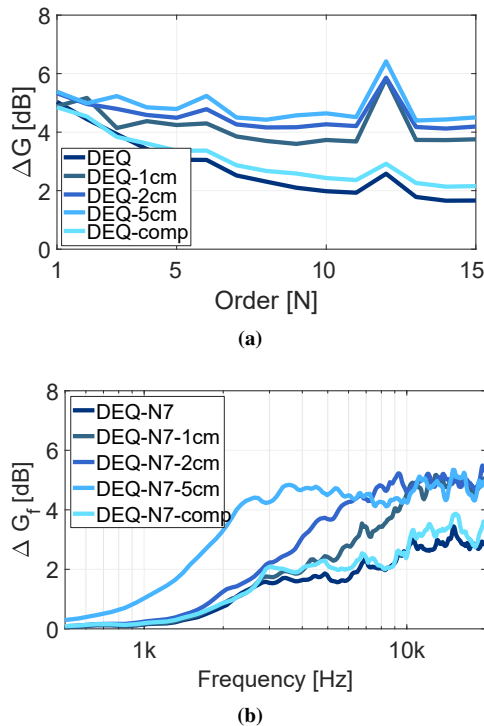 8
6
4
2
0
ΔG [dB]
DEQ
DEQ-1cm
DEQ-2cm
DEQ-5cm
DEQ-comp
1 5 10 15
Order [N]
(a)
8
6
4
2
0
Δ G_f [dB]
DEQ-N7
DEQ-N7-1cm
DEQ-N7-2cm
DEQ-N7-5cm
DEQ-N7-comp
1k 10k
Frequency [Hz]
(b)